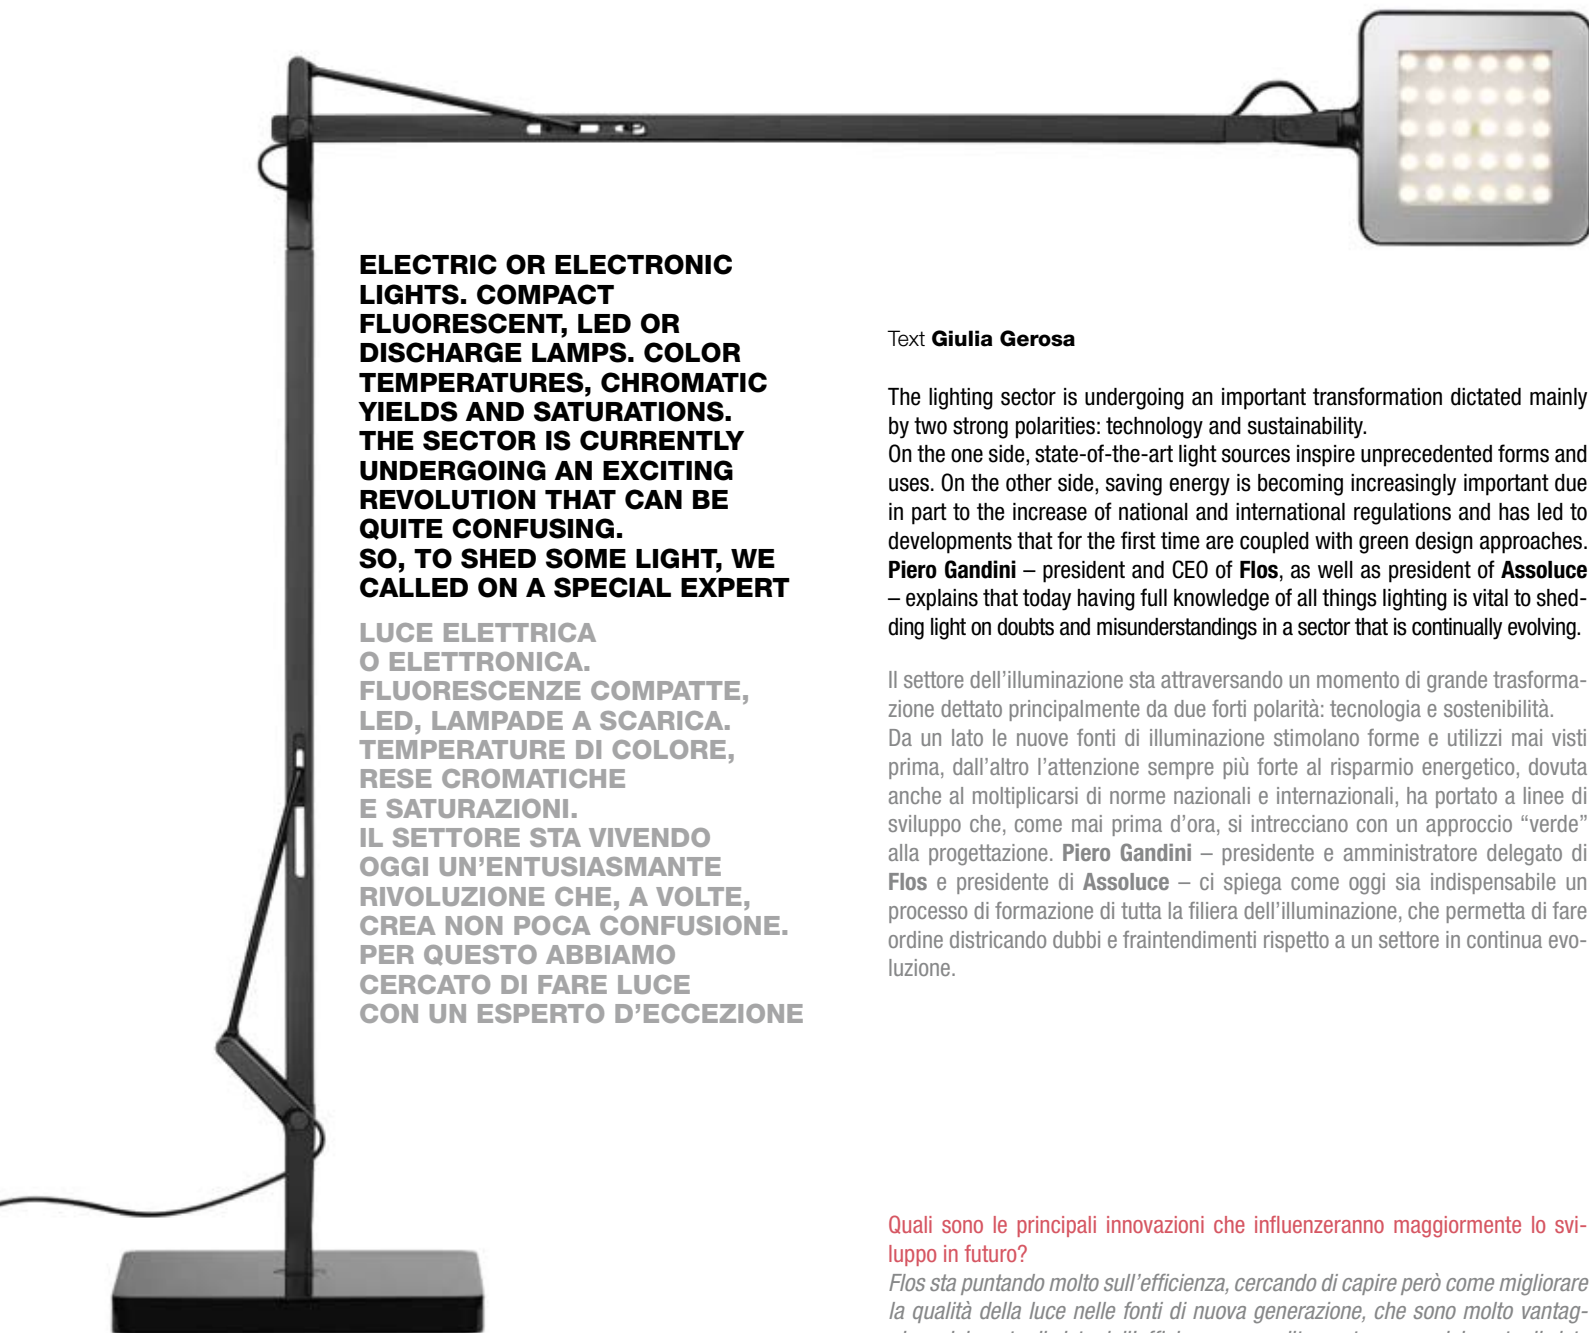 ELECTRIC OR ELECTRONIC
LIGHTS. COMPACT
FLUORESCENT, LED OR
DISCHARGE LAMPS. COLOR
TEMPERATURES, CHROMATIC
YIELDS AND SATURATIONS.
THE SECTOR IS CURRENTLY
UNDERGOING AN EXCITING
REVOLUTION THAT CAN BE
QUITE CONFUSING.
SO, TO SHED SOME LIGHT, WE
CALLED ON A SPECIAL EXPERT
LUCE ELETTRICA
O ELETTRONICA.
FLUORESCENZE COMPATTE,
LED, LAMPADE A SCARICA.
TEMPERATURE DI COLORE,
RESE CROMATICHE
E SATURAZIONI.
IL SETTORE STA VIVENDO
OGGI UN’ENTUSIASMANTE
RIVOLUZIONE CHE, A VOLTE,
CREA NON POCA CONFUSIONE.
PER QUESTO ABBIAMO
CERCATO DI FARE LUCE
CON UN ESPERTO D’ECCEZIONE
Text Giulia Gerosa
The lighting sector is undergoing an important transformation dictated mainly
by two strong polarities: technology and sustainability.
On the one side, state-of-the-art light sources inspire unprecedented forms and
uses. On the other side, saving energy is becoming increasingly important due
in part to the increase of national and international regulations and has led to
developments that for the first time are coupled with green design approaches.
Piero Gandini – president and CEO of Flos, as well as president of Assoluce
– explains that today having full knowledge of all things lighting is vital to shed-
ding light on doubts and misunderstandings in a sector that is continually evolving.
Il settore dell’illuminazione sta attraversando un momento di grande trasforma-
zione dettato principalmente da due forti polarità: tecnologia e sostenibilità.
Da un lato le nuove fonti di illuminazione stimolano forme e utilizzi mai visti
prima, dall’altro l’attenzione sempre più forte al risparmio energetico, dovuta
anche al moltiplicarsi di norme nazionali e internazionali, ha portato a linee di
sviluppo che, come mai prima d’ora, si intrecciano con un approccio “verde”
alla progettazione. Piero Gandini – presidente e amministratore delegato di
Flos e presidente di Assoluce – ci spiega come oggi sia indispensabile un
processo di formazione di tutta la filiera dell’illuminazione, che permetta di fare
ordine districando dubbi e fraintendimenti rispetto a un settore in continua evo-
luzione.
Quali sono le principali innovazioni che influenzeranno maggiormente lo svi-
luppo in futuro?
Flos sta puntando molto sull’efficienza, cercando di capire però come migliorare
la qualità della luce nelle fonti di nuova generazione, che sono molto vantag-